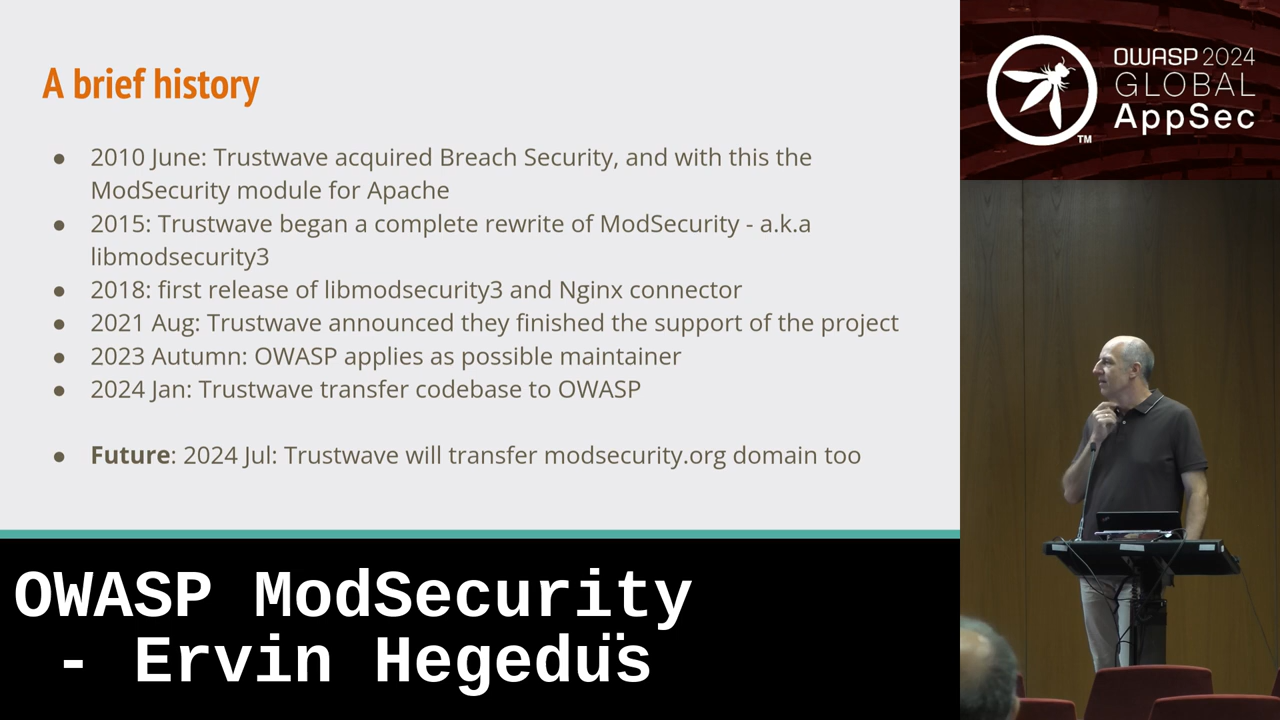 A brief history
● 2010 June: Trustwave acquired Breach Security, and with this the
ModSecurity module for Apache
● 2015: Trustwave began a complete rewrite of ModSecurity - a.k.a
libmodsecurity3
● 2018: first release of libmodsecurity3 and Nginx connector
● 2021 Aug: Trustwave announced they finished the support of the project
● 2023 Autumn: OWASP applies as possible maintainer
● 2024 Jan: Trustwave transfer codebase to OWASP
● Future: 2024 Jul: Trustwave will transfer modsecurity.org domain too
OWASP ModSecurity
- Ervin Hegedüs
OWASP 2024
GLOBAL
AppSec
TM